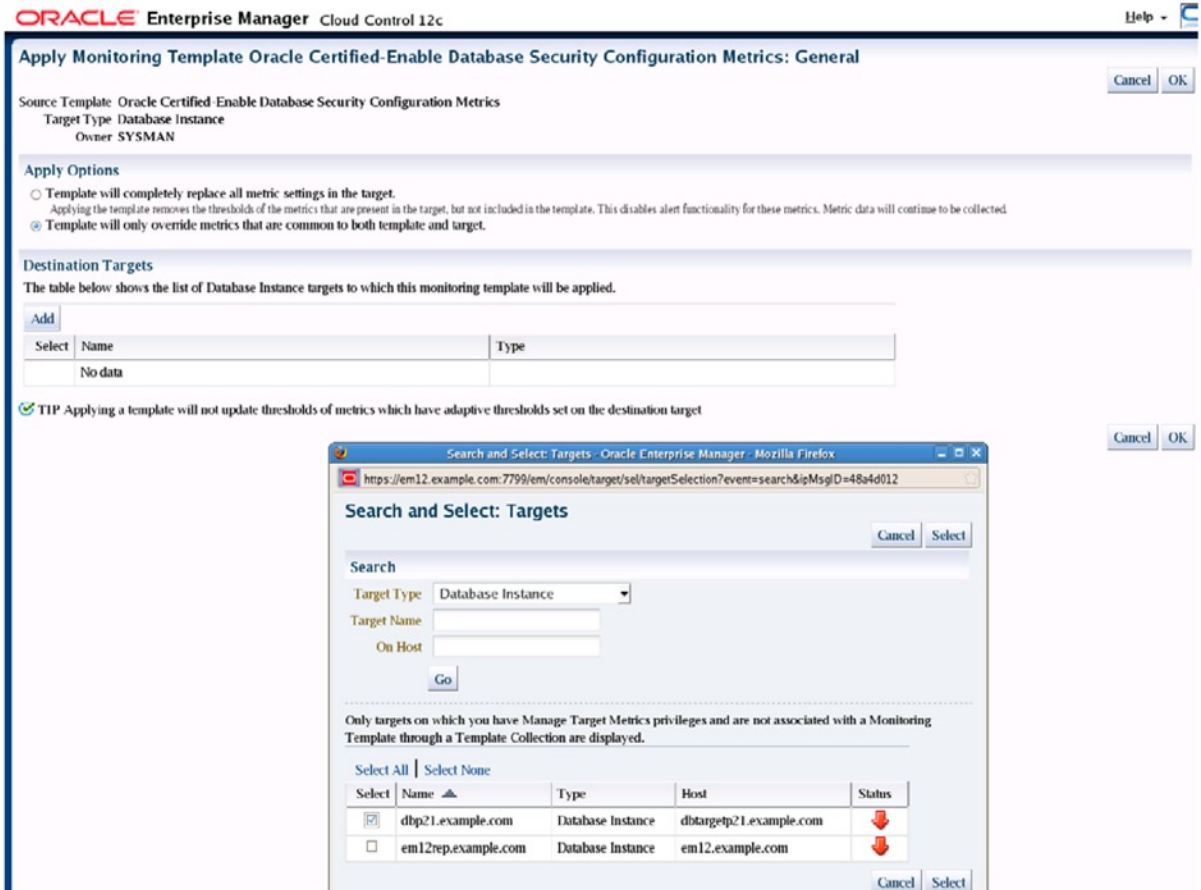 ORACLE Enterprise Manager Cloud Control 12c
Help
Apply Monitoring Template Oracle Certified-Enable Database Security Configuration Metrics: General
Cancel OK
Source Template Oracle Certified-Enable Database Security Configuration Metrics
Target Type Database Instance
Owner SYSMAN
Apply Options
Template will completely replace all metric settings in the target.
Applying the template removes the thresholds of the metrics that are present in the target, but not included in the template. This disables alert functionality for these metrics. Metric data will continue to be collected.
Template will only override metrics that are common to both template and target.
Destination Targets
The table below shows the list of Database Instance targets to which this monitoring template will be applied.
Add
Select Name Type
No data
TIP Applying a template will not update thresholds of metrics which have adaptive thresholds set on the destination target
Cancel OK
Search and Select: Targets - Oracle Enterprise Manager - Mozilla Firefox
https://em12.example.com:7799/em/console/target/sel/targetSelection?event=search&ipMsgID=48a4d012
Search and Select: Targets
Cancel Select
Search
Target Type Database Instance
Target Name
On Host
Go
Only targets on which you have Manage Target Metrics privileges and are not associated with a Monitoring
Template through a Template Collection are displayed.
Select All | Select None
Select Name Type Host Status
dbp21.example.com Database Instance dbtargetp21.example.com
em12rep.example.com Database Instance em12.example.com
Cancel Select